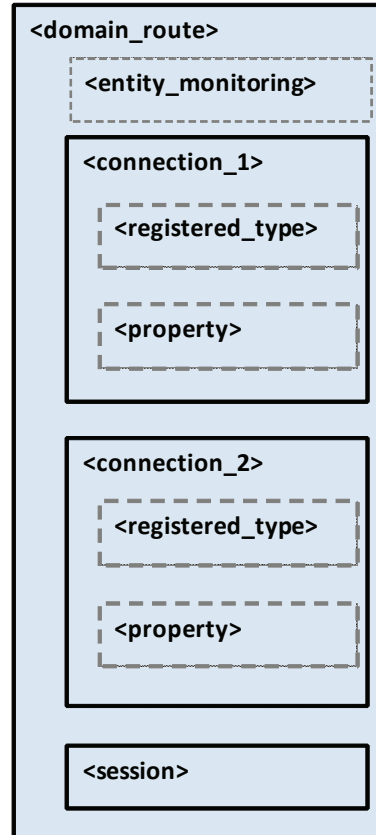 <domain_route>
<entity_monitoring>
<connection_1>
<registered_type>
<property>
<connection_2>
<registered_type>
<property>
<session>